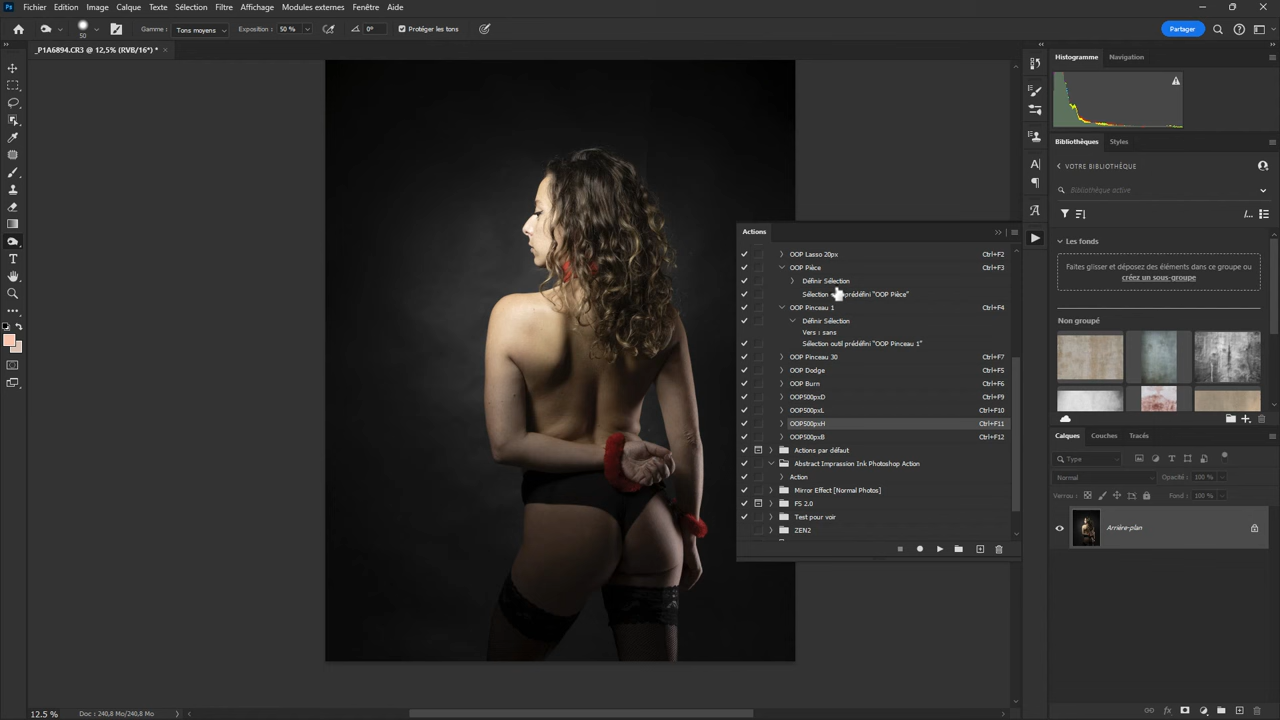 Fichier Edition Image Calque Texte Sélection Filtre Affichage Modules externes Fenêtre Aide
50 Gamme : Tons moyens Exposition : 50 % 0° Protéger les tons Partager
_P1A6894.CR3 @ 12,5% (RVB/16*) * ×
Histogramme Navigation
Bibliothèques Styles
VOTRE BIBLIOTHÈQUE
Bibliothèque active
Les fonds
Faites glisser et déposez des éléments dans ce groupe ou
créez un sous-groupe
Non groupé
Actions
OOP Lasso 20px Ctrl+F2
OOP Pièce Ctrl+F3
Définir Sélection
Sélection prédéfini "OOP Pièce"
OOP Pinceau 1 Ctrl+F4
Définir Sélection
Vers : sans
Sélection outil prédéfini "OOP Pinceau 1"
OOP Pinceau 30 Ctrl+F7
OOP Dodge Ctrl+F5
OOP Burn Ctrl+F6
OOP500pxD Ctrl+F9
OOP500pxL Ctrl+F10
OOP500pxH Ctrl+F11
OOP500pxB Ctrl+F12
Actions par défaut
Abstract Impression Ink Photoshop Action
Action
Mirror Effect [Normal Photos]
FS 2.0
Test pour voir
ZEN2
Calques Couches Tracés
Type
Normal Opacité : 100 %
Verrou : Fond : 100 %
Arrière-plan
12.5 % Doc : 240,8 Mo/240,8 Mo